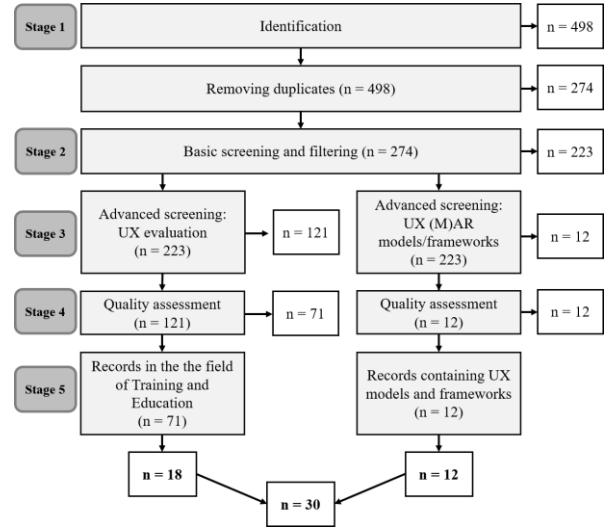 Stage 1
Identification
n = 498
Removing duplicates (n = 498)
n = 274
Stage 2
Basic screening and filtering (n = 274)
n = 223
Stage 3
Advanced screening:
UX evaluation
(n = 223)
n = 121
Advanced screening:
UX (M)AR
models/frameworks
(n = 223)
n = 12
Stage 4
Quality assessment
(n = 121)
n = 71
Quality assessment
(n = 12)
n = 12
Stage 5
Records in the the field
of Training and
Education
(n = 71)
Records containing UX
models and frameworks
(n = 12)
n = 18
n = 12
n = 30